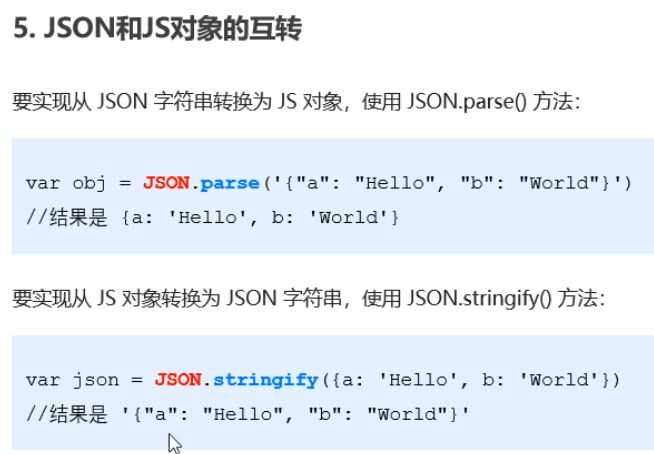 5. JSON和JS对象的互转
要实现从 JSON 字符串转换为 JS 对象，使用 JSON.parse() 方法：
var obj = JSON.parse('{"a": "Hello", "b": "World"}')
//结果是 {a: 'Hello', b: 'World'}
要实现从 JS 对象转换为 JSON 字符串，使用 JSON.stringify() 方法：
var json = JSON.stringify({a: 'Hello', b: 'World'})
//结果是 '{"a": "Hello", "b": "World"}'